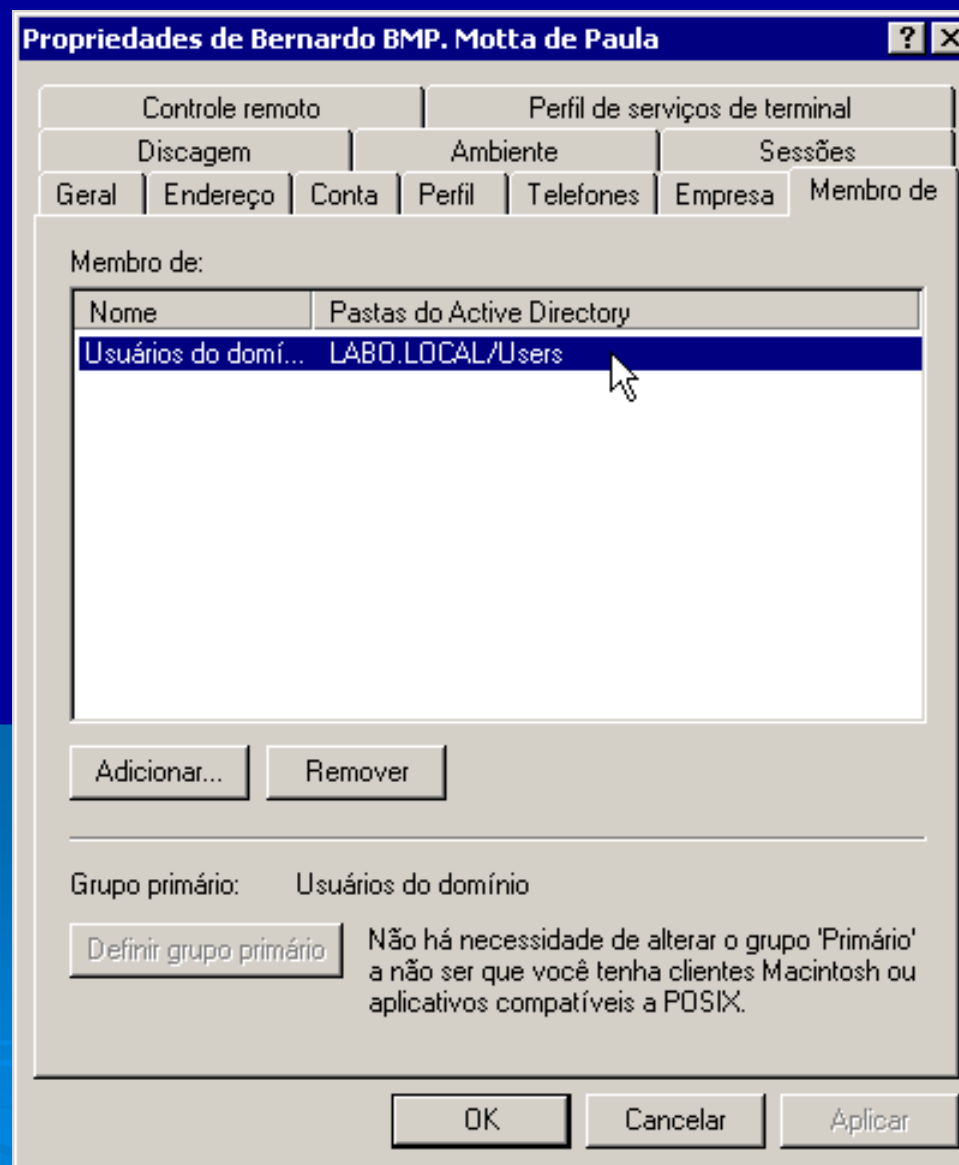 Propriedades de Bernardo BMP. Motta de Paula
Controle remoto Perfil de serviços de terminal
Discagem Ambiente Sessões
Geral Endereço Conta Perfil Telefones Empresa Membro de
Membro de:
Nome Pastas do Active Directory
Usuários do domí... LABO.LOCAL/Users
Adicionar... Remover
Grupo primário: Usuários do domínio
Definir grupo primário
Não há necessidade de alterar o grupo 'Primário'
a não ser que você tenha clientes Macintosh ou
aplicativos compatíveis a POSIX.
OK Cancelar Aplicar